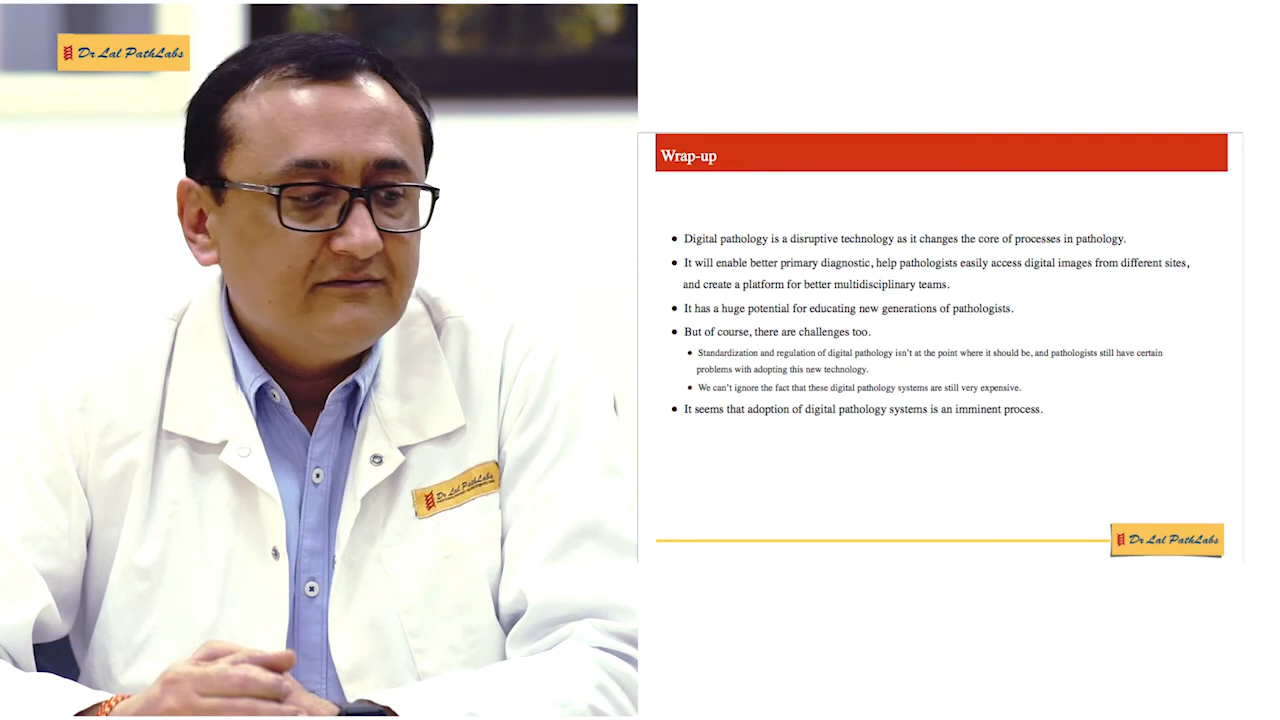 Dr Lal PathLabs
Wrap-up
• Digital pathology is a disruptive technology as it changes the core of processes in pathology.
• It will enable better primary diagnostic, help pathologists easily access digital images from different sites,
and create a platform for better multidisciplinary teams.
• It has a huge potential for educating new generations of pathologists.
• But of course, there are challenges too.
• Standardization and regulation of digital pathology isn't at the point where it should be, and pathologists still have certain
problems with adopting this new technology.
• We can't ignore the fact that these digital pathology systems are still very expensive.
• It seems that adoption of digital pathology systems is an imminent process.
Dr Lal PathLabs
Dr Lal PathLabs